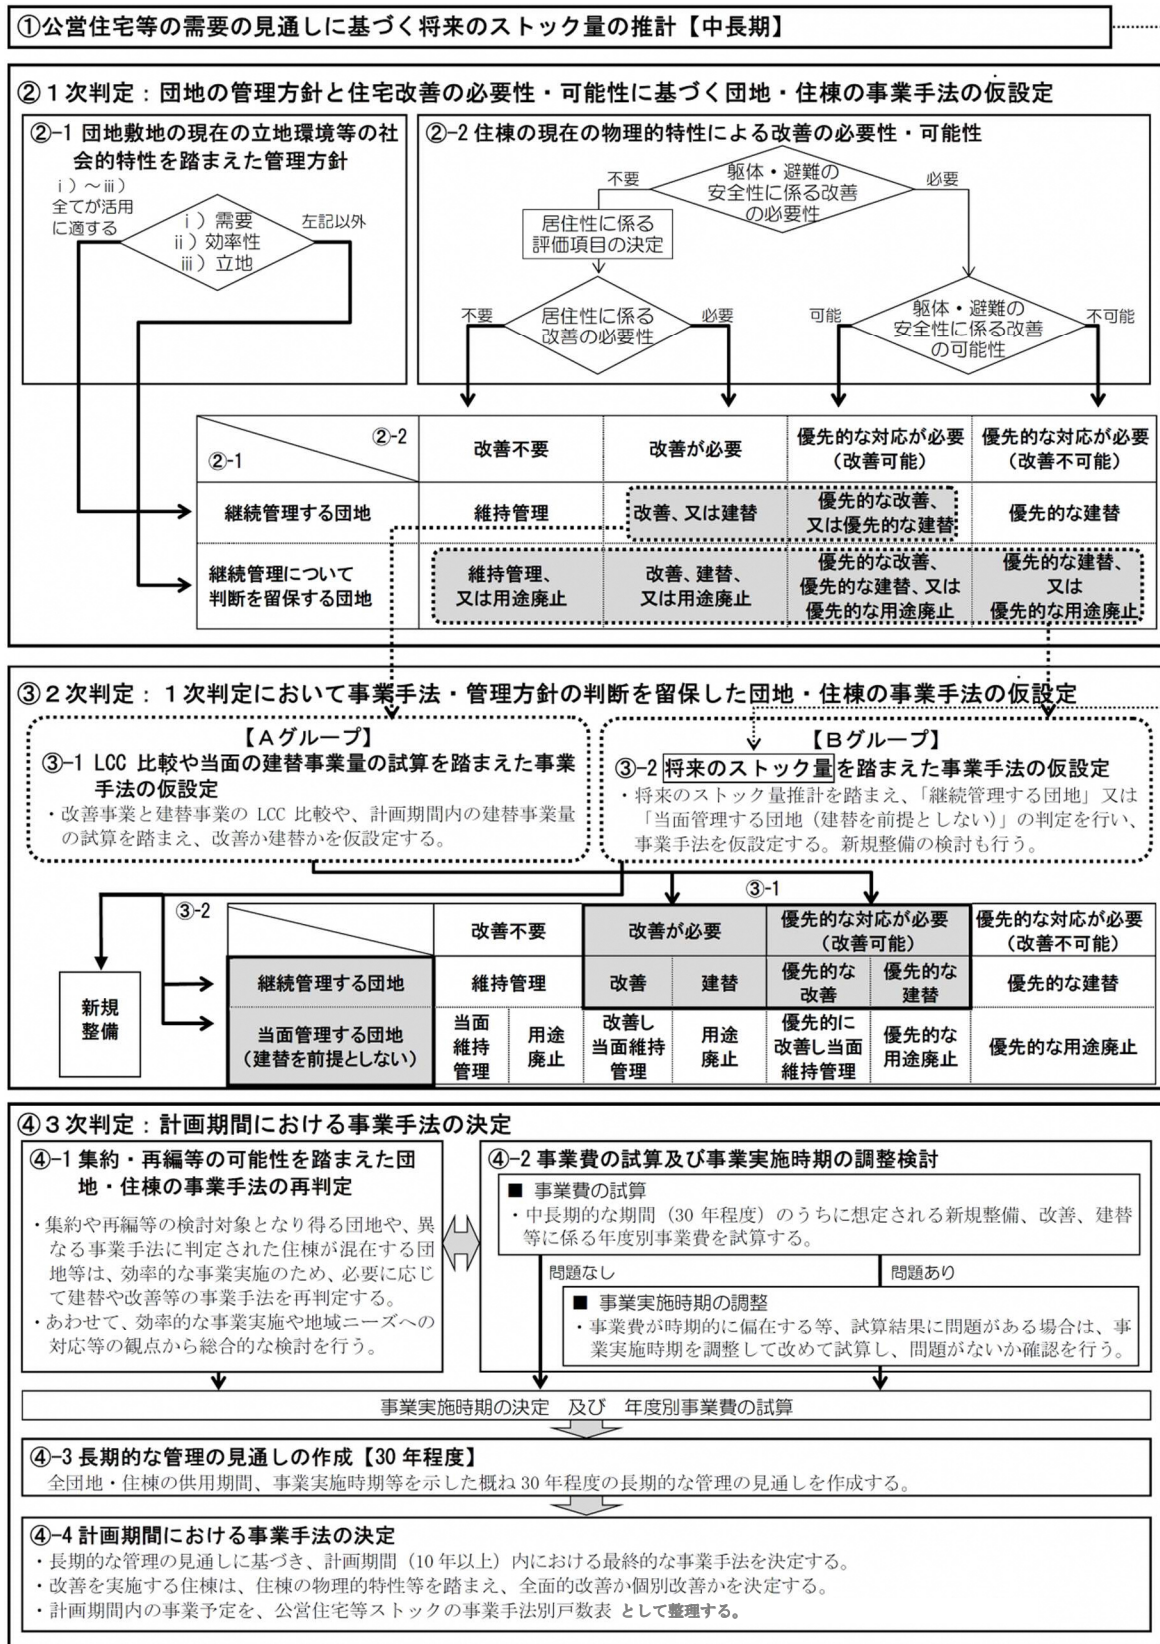 ①公営住宅等の需要の見通しに基づく将来のストック量の推計【中長期】
②１次判定：団地の管理方針と住宅改善の必要性・可能性に基づく団地・住棟の事業手法の仮設定
②-1 団地敷地の現在の立地環境等の社
会的特性を踏まえた管理方針
ⅰ）～ⅲ）
全てが活用
に適する
ⅰ）需要
ⅱ）効率性
ⅲ）立地
左記以外
②-2 住棟の現在の物理的特性による改善の必要性・可能性
不要
躯体・避難の
安全性に係る改善
の必要性
必要
居住性に係る
評価項目の決定
不要
居住性に係る
改善の必要性
必要
可能
躯体・避難の
安全性に係る改善
の可能性
不可能
②-2
②-1
改善不要
改善が必要
優先的な対応が必要
（改善可能）
優先的な対応が必要
（改善不可能）
継続管理する団地
維持管理
改善、又は建替
優先的な改善、
又は優先的な建替
優先的な建替
継続管理について
判断を留保する団地
維持管理、
又は用途廃止
改善、建替、
又は用途廃止
優先的な改善、
優先的な建替、又は
優先的な用途廃止
優先的な建替、
又は
優先的な用途廃止
③２次判定：１次判定において事業手法・管理方針の判断を留保した団地・住棟の事業手法の仮設定
【Ａグループ】
③-1 LCC 比較や当面の建替事業量の試算を踏まえた事業
手法の仮設定
・改善事業と建替事業の LCC 比較や、計画期間内の建替事業量
の試算を踏まえ、改善か建替かを仮設定する。
【Ｂグループ】
③-2 将来のストック量を踏まえた事業手法の仮設定
・将来のストック量推計を踏まえ、「継続管理する団地」又は
「当面管理する団地（建替を前提としない）」の判定を行い、
事業手法を仮設定する。新規整備の検討も行う。
③-1
③-2
新規
整備
改善不要
改善が必要
優先的な対応が必要
（改善可能）
優先的な対応が必要
（改善不可能）
継続管理する団地
維持管理
改善
建替
優先的な
改善
優先的な
建替
優先的な建替
当面管理する団地
（建替を前提としない）
当面
維持
管理
用途
廃止
改善し
当面維持
管理
用途
廃止
優先的に
改善し当面
維持管理
優先的な
用途廃止
優先的な用途廃止
④３次判定：計画期間における事業手法の決定
④-1 集約・再編等の可能性を踏まえた団
地・住棟の事業手法の再判定
・集約や再編等の検討対象となり得る団地や、異
なる事業手法に判定された住棟が混在する団
地等は、効率的な事業実施のため、必要に応じ
て建替や改善等の事業手法を再判定する。
・あわせて、効率的な事業実施や地域ニーズへの
対応等の観点から総合的な検討を行う。
④-2 事業費の試算及び事業実施時期の調整検討
■ 事業費の試算
・中長期的な期間（30 年程度）のうちに想定される新規整備、改善、建替
等に係る年度別事業費を試算する。
問題なし
問題あり
■ 事業実施時期の調整
・事業費が時期的に偏在する等、試算結果に問題がある場合は、事
業実施時期を調整して改めて試算し、問題がないか確認を行う。
事業実施時期の決定　及び　年度別事業費の試算
④-3 長期的な管理の見通しの作成【30 年程度】
全団地・住棟の供用期間、事業実施時期等を示した概ね 30 年程度の長期的な管理の見通しを作成する。
④-4 計画期間における事業手法の決定
・長期的な管理の見通しに基づき、計画期間（10 年以上）内における最終的な事業手法を決定する。
・改善を実施する住棟は、住棟の物理的特性等を踏まえ、全面的改善か個別改善かを決定する。
・計画期間内の事業予定を、公営住宅等ストックの事業手法別戸数表 として整理する。